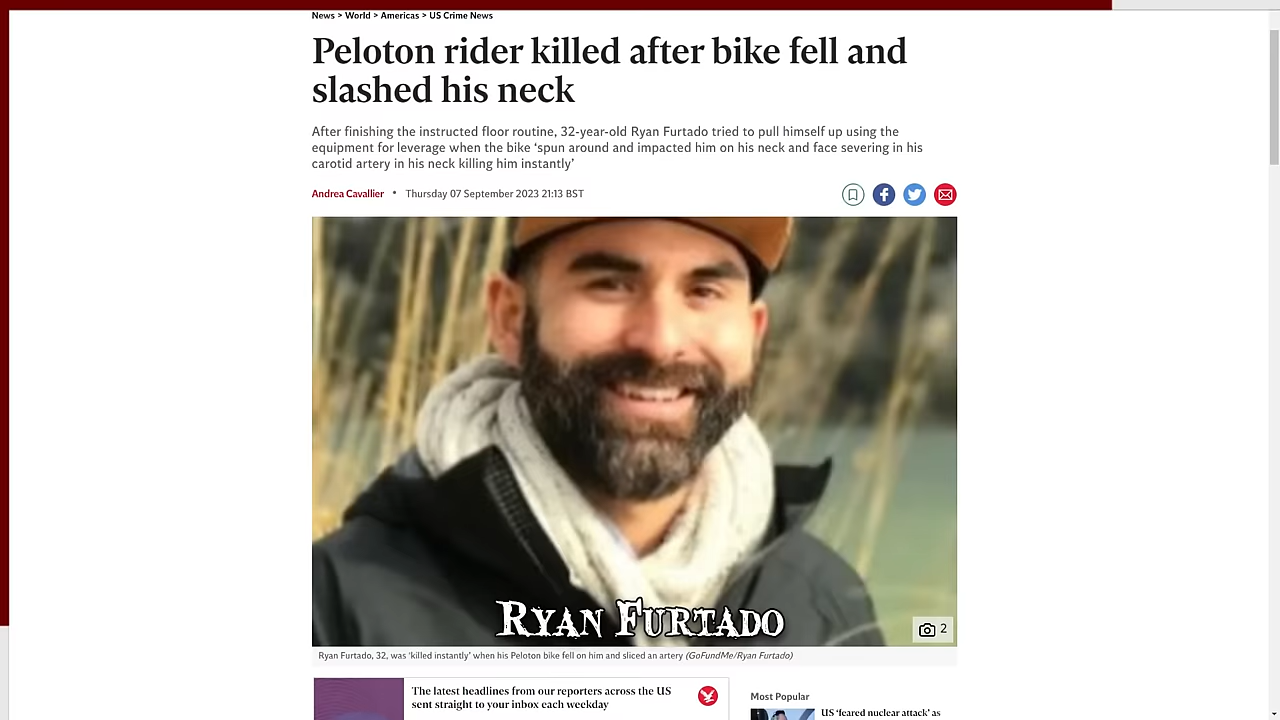 News > World > Americas > US Crime News
Peloton rider killed after bike fell and
slashed his neck
After finishing the instructed floor routine, 32-year-old Ryan Furtado tried to pull himself up using the
equipment for leverage when the bike ‘spun around and impacted him on his neck and face severing in his
carotid artery in his neck killing him instantly’
Andrea Cavallier • Thursday 07 September 2023 21:13 BST
RYAN FURTADO
2
Ryan Furtado, 32, was ‘killed instantly’ when his Peloton bike fell on him and sliced an artery (GoFundMe/Ryan Furtado)
The latest headlines from our reporters across the US
sent straight to your inbox each weekday
Most Popular
US ‘feared nuclear attack’ as